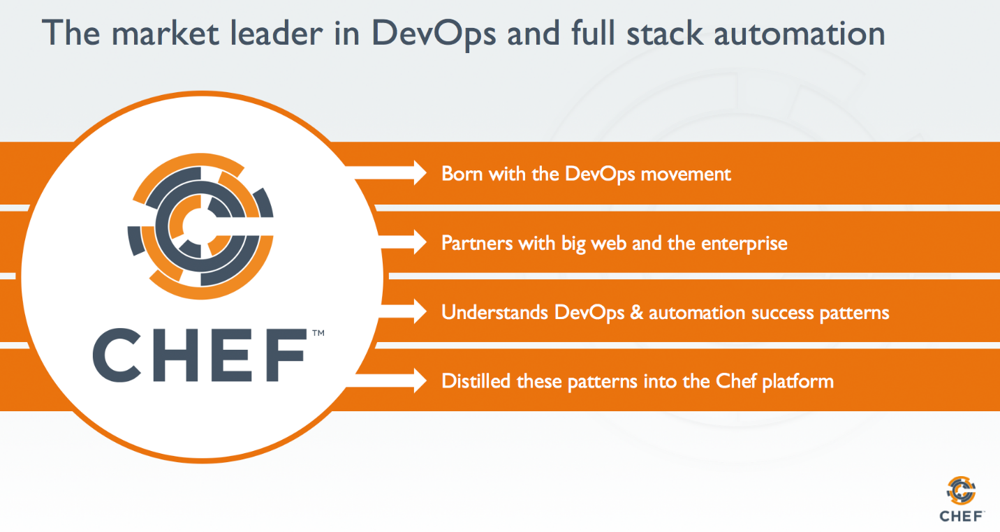 The market leader in DevOps and full stack automation
CHEF™
Born with the DevOps movement
Partners with big web and the enterprise
Understands DevOps & automation success patterns
Distilled these patterns into the Chef platform
CHEF™